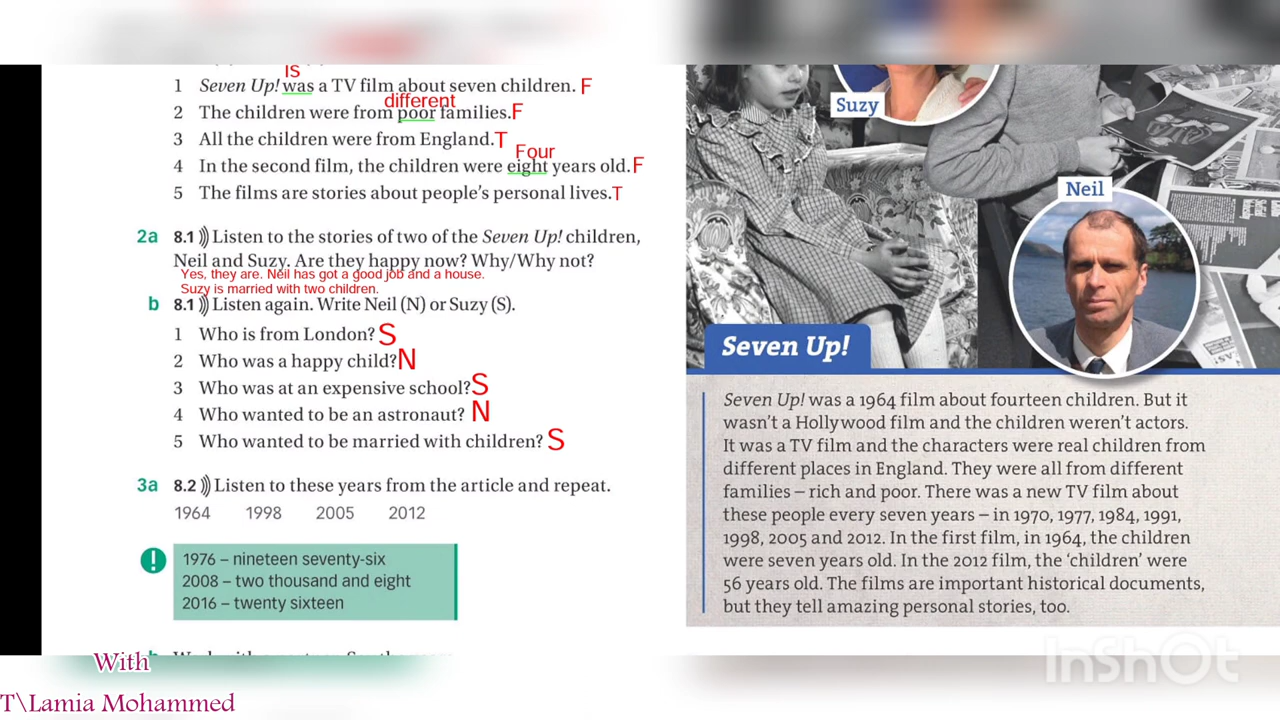 is
1 Seven Up! was a TV film about seven children. F
different
2 The children were from poor families. F
3 All the children were from England. T
Four
4 In the second film, the children were eight years old. F
5 The films are stories about people's personal lives. T
2a 8.1 Listen to the stories of two of the Seven Up! children,
Neil and Suzy. Are they happy now? Why/Why not?
Yes, they are. Neil has got a good job and a house.
Suzy is married with two children.
b 8.1 Listen again. Write Neil (N) or Suzy (S).
1 Who is from London? S
2 Who was a happy child? N
3 Who was at an expensive school? S
4 Who wanted to be an astronaut? N
5 Who wanted to be married with children? S
3a 8.2 Listen to these years from the article and repeat.
1964 1998 2005 2012
! 1976 – nineteen seventy-six
2008 – two thousand and eight
2016 – twenty sixteen
With
T\Lamia Mohammed
Suzy
Neil
Seven Up!
Seven Up! was a 1964 film about fourteen children. But it
wasn't a Hollywood film and the children weren't actors.
It was a TV film and the characters were real children from
different places in England. They were all from different
families – rich and poor. There was a new TV film about
these people every seven years – in 1970, 1977, 1984, 1991,
1998, 2005 and 2012. In the first film, in 1964, the children
were seven years old. In the 2012 film, the 'children' were
56 years old. The films are important historical documents,
but they tell amazing personal stories, too.
InShOt